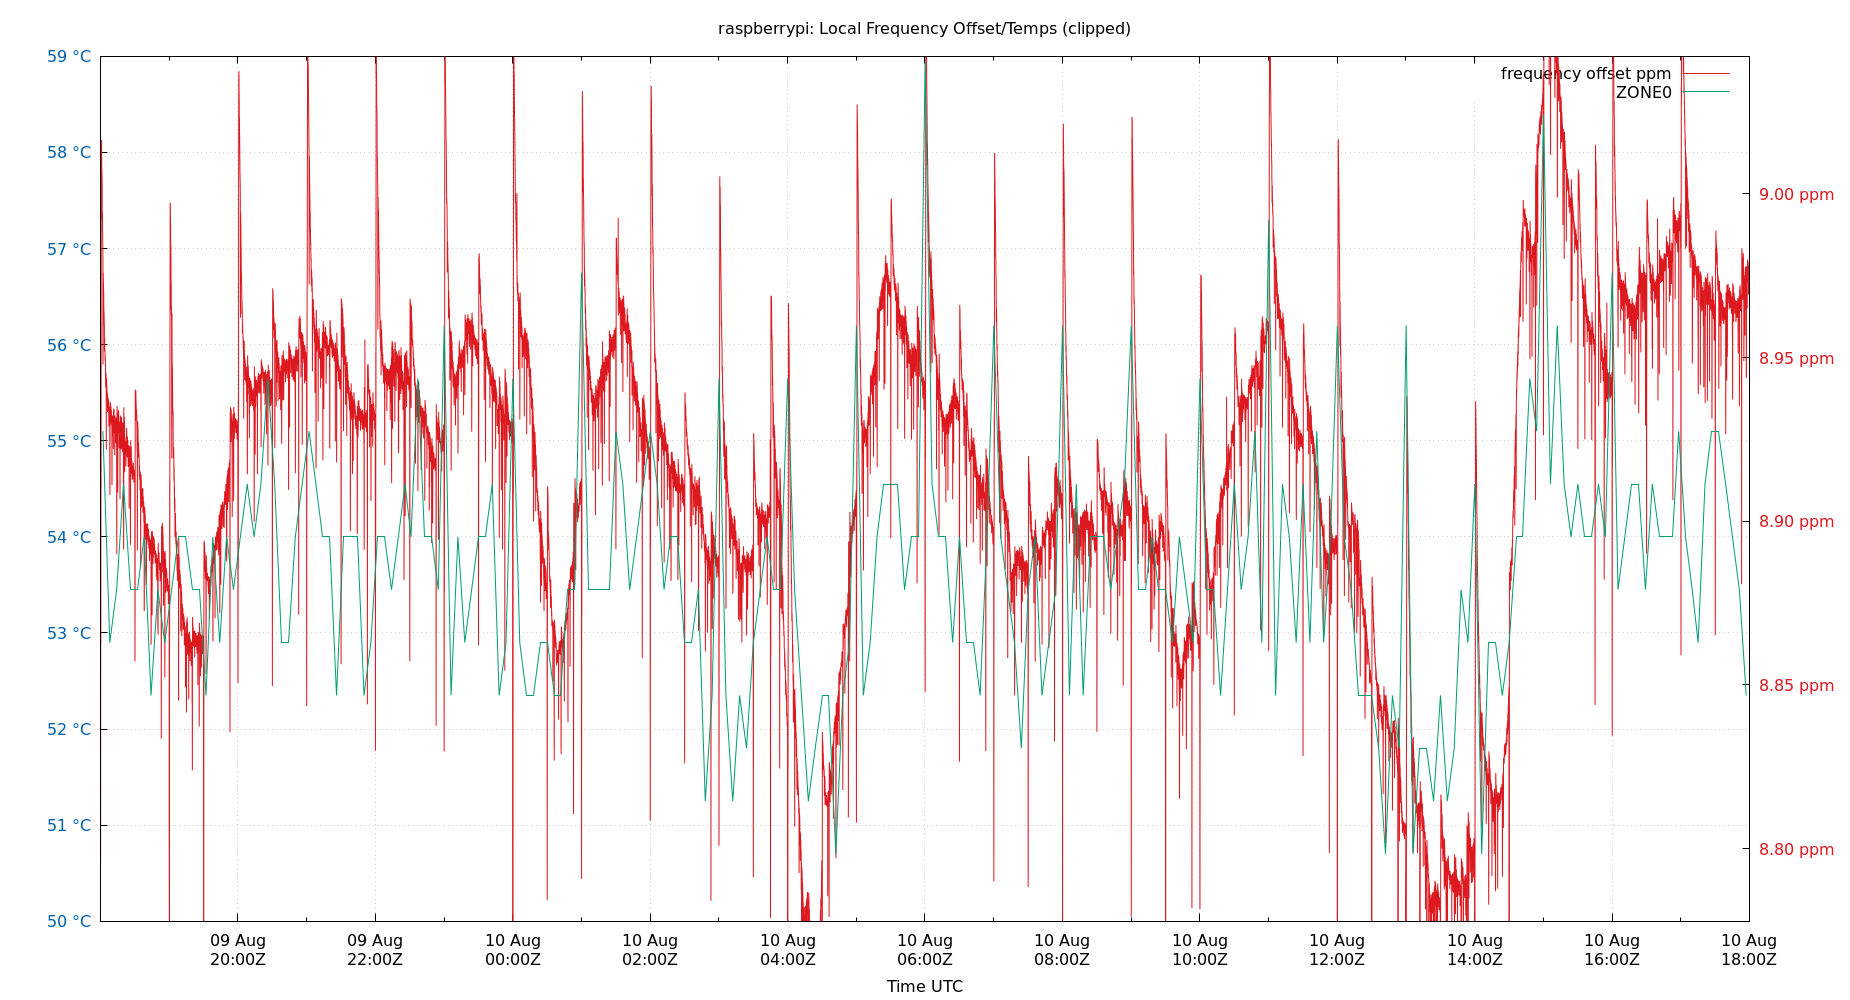 raspberrypi: Local Frequency Offset/Temps (clipped)
frequency offset ppm
ZONE0
59 °C
58 °C
57 °C
56 °C
55 °C
54 °C
53 °C
52 °C
51 °C
50 °C
9.00 ppm
8.95 ppm
8.90 ppm
8.85 ppm
8.80 ppm
09 Aug
20:00Z
09 Aug
22:00Z
10 Aug
00:00Z
10 Aug
02:00Z
10 Aug
04:00Z
10 Aug
06:00Z
10 Aug
08:00Z
10 Aug
10:00Z
10 Aug
12:00Z
10 Aug
14:00Z
10 Aug
16:00Z
10 Aug
18:00Z
Time UTC